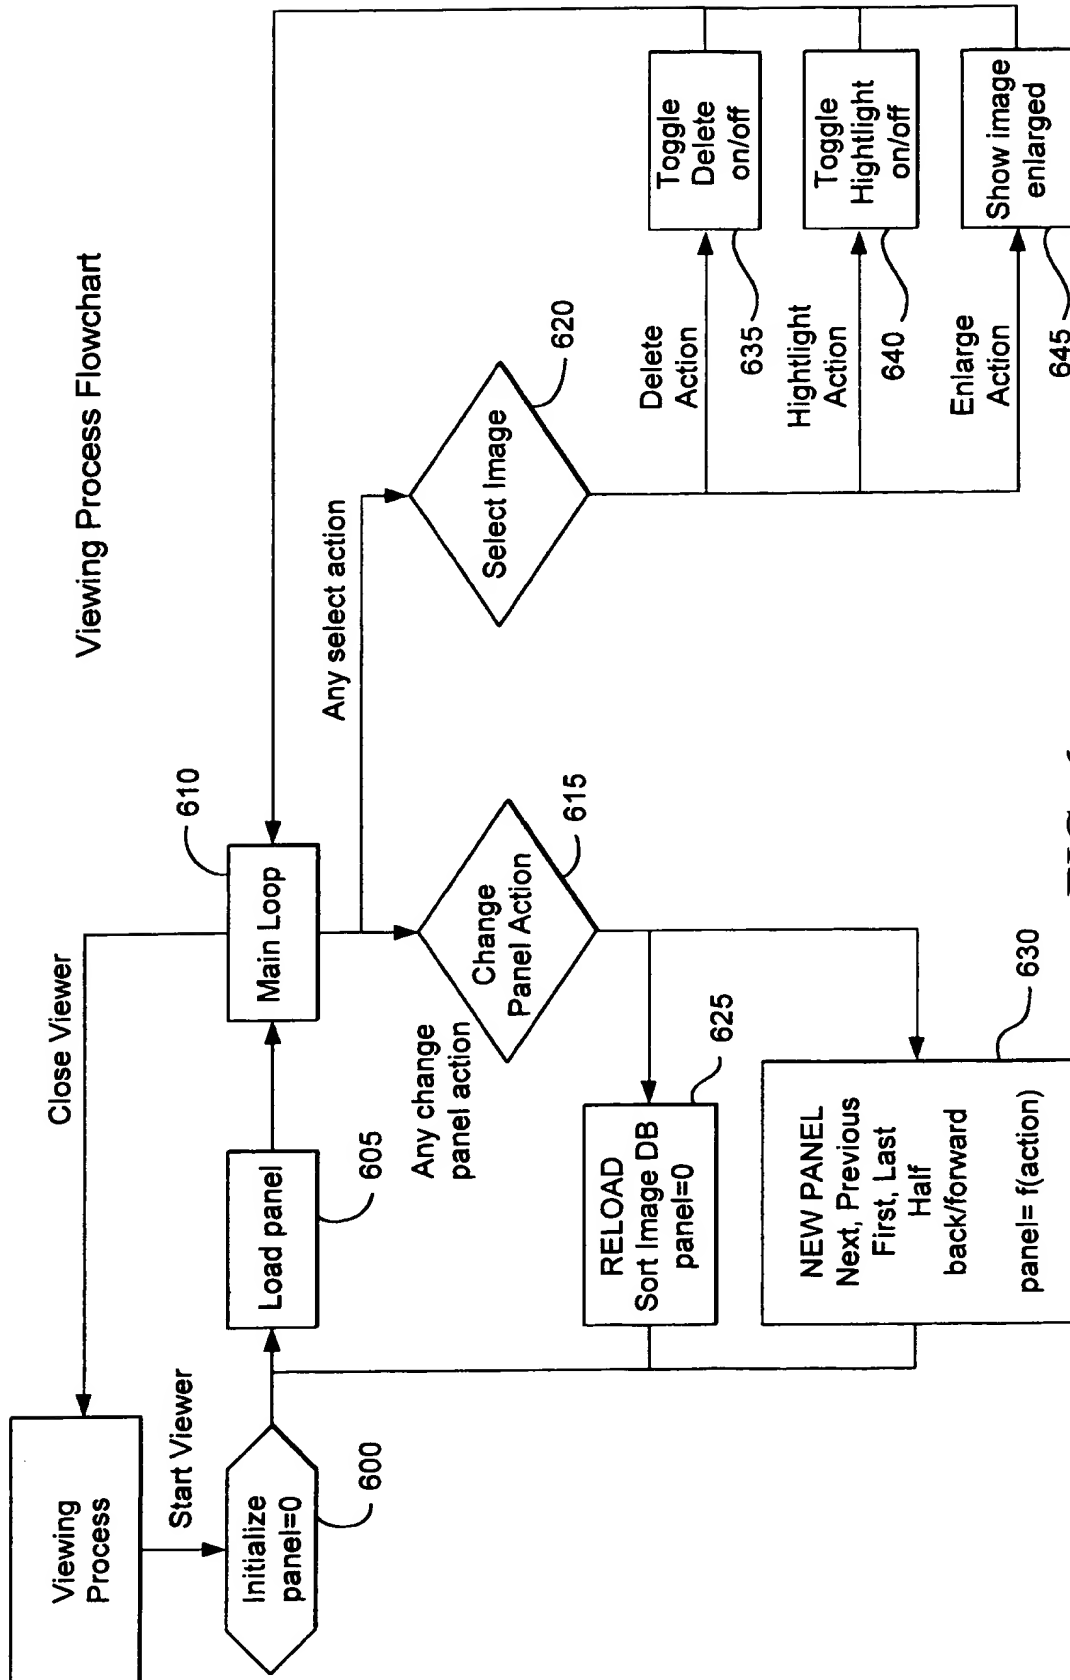 Viewing Process Flowchart
Viewing
Process
Close Viewer
Start Viewer
Initialize
panel=0
600
Load panel
605
Main Loop
610
Any select action
Any change
panel action
Change
Panel Action
615
Select Image
620
RELOAD
Sort Image DB
panel=0
625
NEW PANEL
Next, Previous
First, Last
Half
back/forward
panel= f(action)
630
Delete
Action
Toggle
Delete
on/off
635
Hightlight
Action
Toggle
Hightlight
on/off
640
Enlarge
Action
Show image
enlarged
645